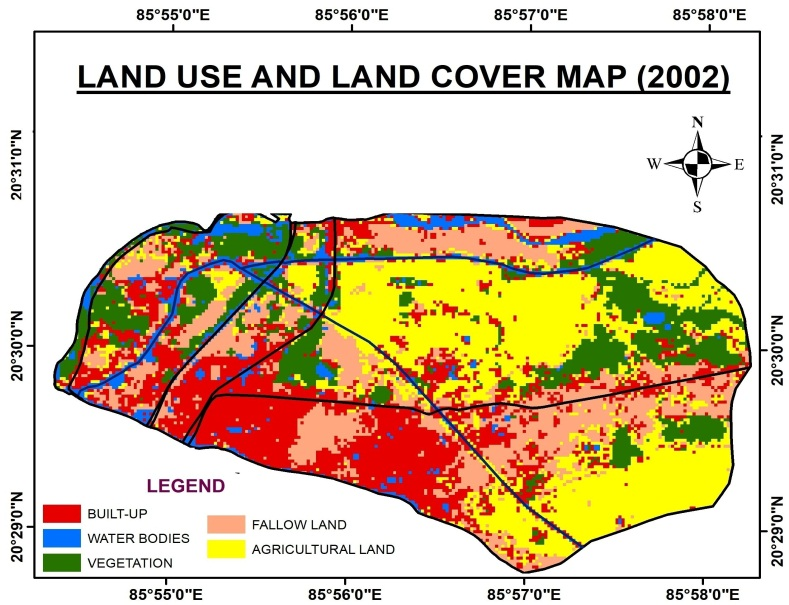 85°55'0"E 85°56'0"E 85°57'0"E 85°58'0"E
LAND USE AND LAND COVER MAP (2002)
N
W E
S
20°31'0"N 20°31'0"N
20°30'0"N 20°30'0"N
20°29'0"N 20°29'0"N
LEGEND
BUILT-UP
WATER BODIES
VEGETATION
FALLOW LAND
AGRICULTURAL LAND
85°55'0"E 85°56'0"E 85°57'0"E 85°58'0"E